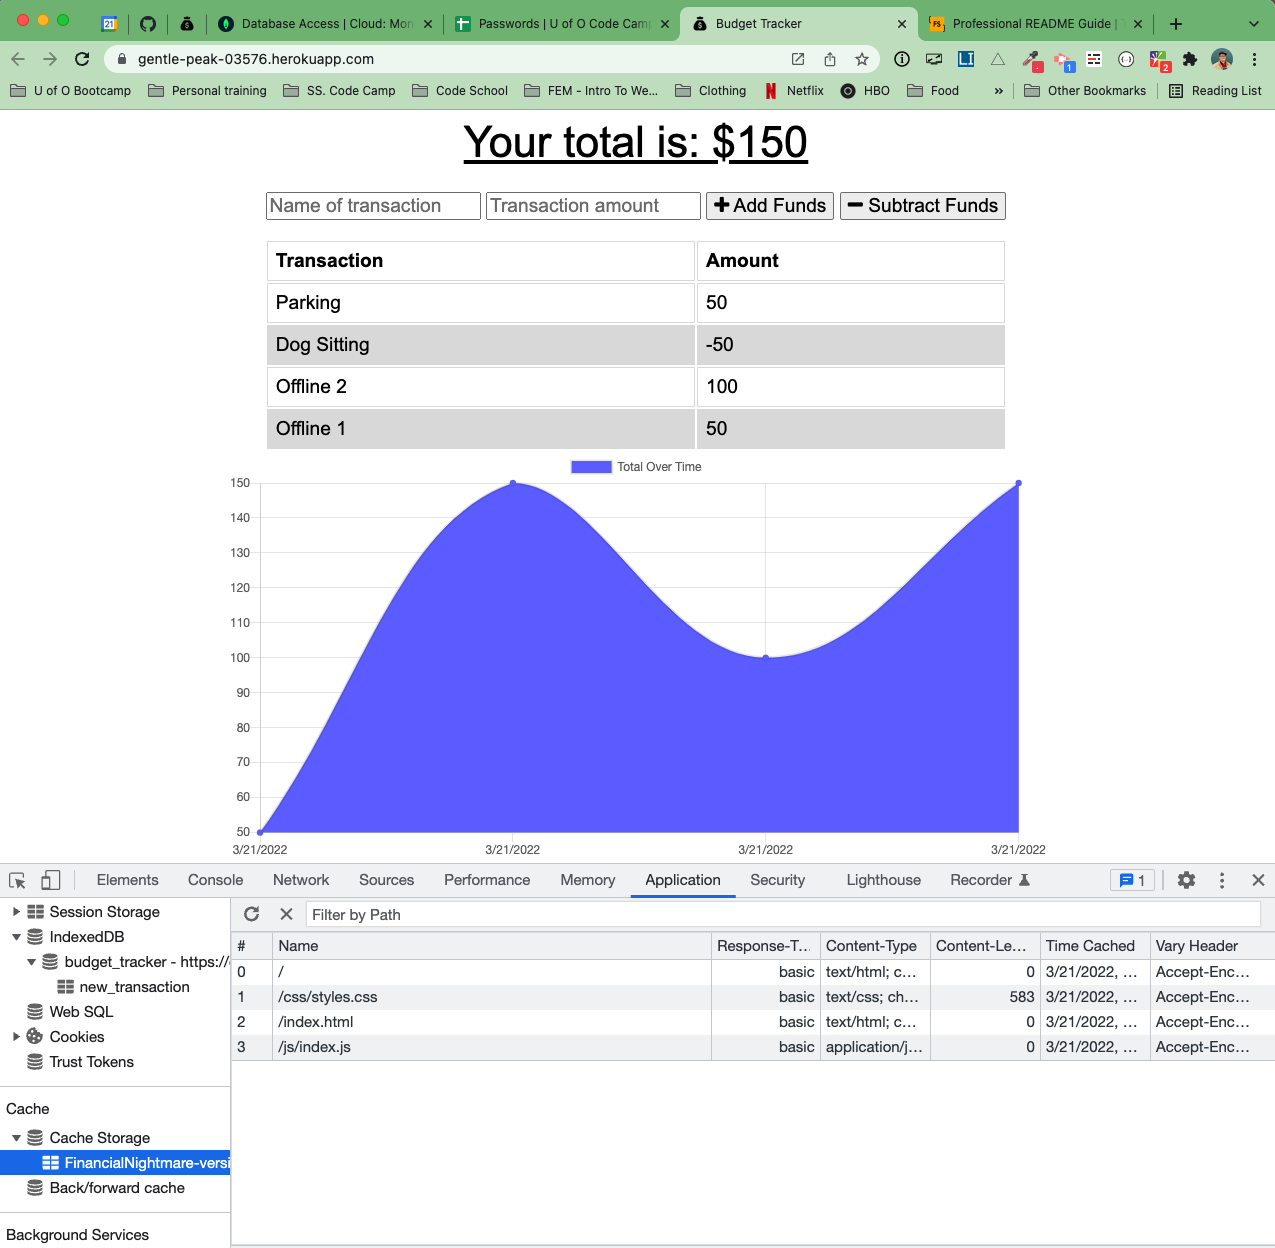 21
Database Access | Cloud: Mon
Passwords | U of O Code Camp
Budget Tracker
FS
Professional README Guide | T
gentle-peak-03576.herokuapp.com
1
2
U of O Bootcamp
Personal training
SS. Code Camp
Code School
FEM - Intro To We...
Clothing
Netflix
HBO
Food
»
Other Bookmarks
Reading List
Your total is: $150
Name of transaction
Transaction amount
Add Funds
Subtract Funds
Transaction Amount
Parking 50
Dog Sitting -50
Offline 2 100
Offline 1 50
Total Over Time
150
140
130
120
110
100
90
80
70
60
50
3/21/2022 3/21/2022 3/21/2022 3/21/2022
Elements Console Network Sources Performance Memory Application Security Lighthouse Recorder 1
Session Storage
IndexedDB
budget_tracker - https://
new_transaction
Web SQL
Cookies
Trust Tokens
Cache
Cache Storage
FinancialNightmare-versi
Back/forward cache
Background Services
Filter by Path
# Name Response-T... Content-Type Content-Le... Time Cached Vary Header
0 / basic text/html; c... 0 3/21/2022, ... Accept-Enc...
1 /css/styles.css basic text/css; ch... 583 3/21/2022, ... Accept-Enc...
2 /index.html basic text/html; c... 0 3/21/2022, ... Accept-Enc...
3 /js/index.js basic application/j... 0 3/21/2022, ... Accept-Enc...